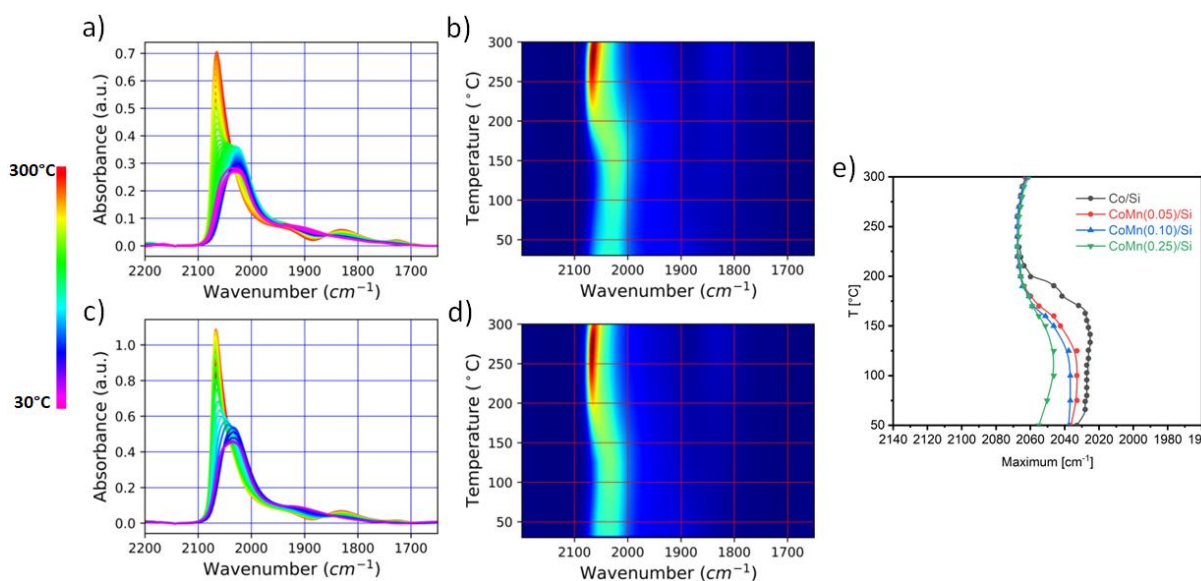 a)
0.7
0.6
0.5
0.4
0.3
0.2
0.1
0.0
Absorbance (a.u.)
2200 2100 2000 1900 1800 1700
Wavenumber (cm⁻¹)
b)
300
250
200
150
100
50
Temperature (°C)
2100 2000 1900 1800 1700
Wavenumber (cm⁻¹)
300°C
30°C
c)
1.0
0.8
0.6
0.4
0.2
0.0
Absorbance (a.u.)
2200 2100 2000 1900 1800 1700
Wavenumber (cm⁻¹)
d)
300
250
200
150
100
50
Temperature (°C)
2100 2000 1900 1800 1700
Wavenumber (cm⁻¹)
e)
300
250
200
150
100
50
T [°C]
Co/Si
CoMn(0.05)/Si
CoMn(0.10)/Si
CoMn(0.25)/Si
2140 2120 2100 2080 2060 2040 2020 2000 1980
Maximum [cm⁻¹]